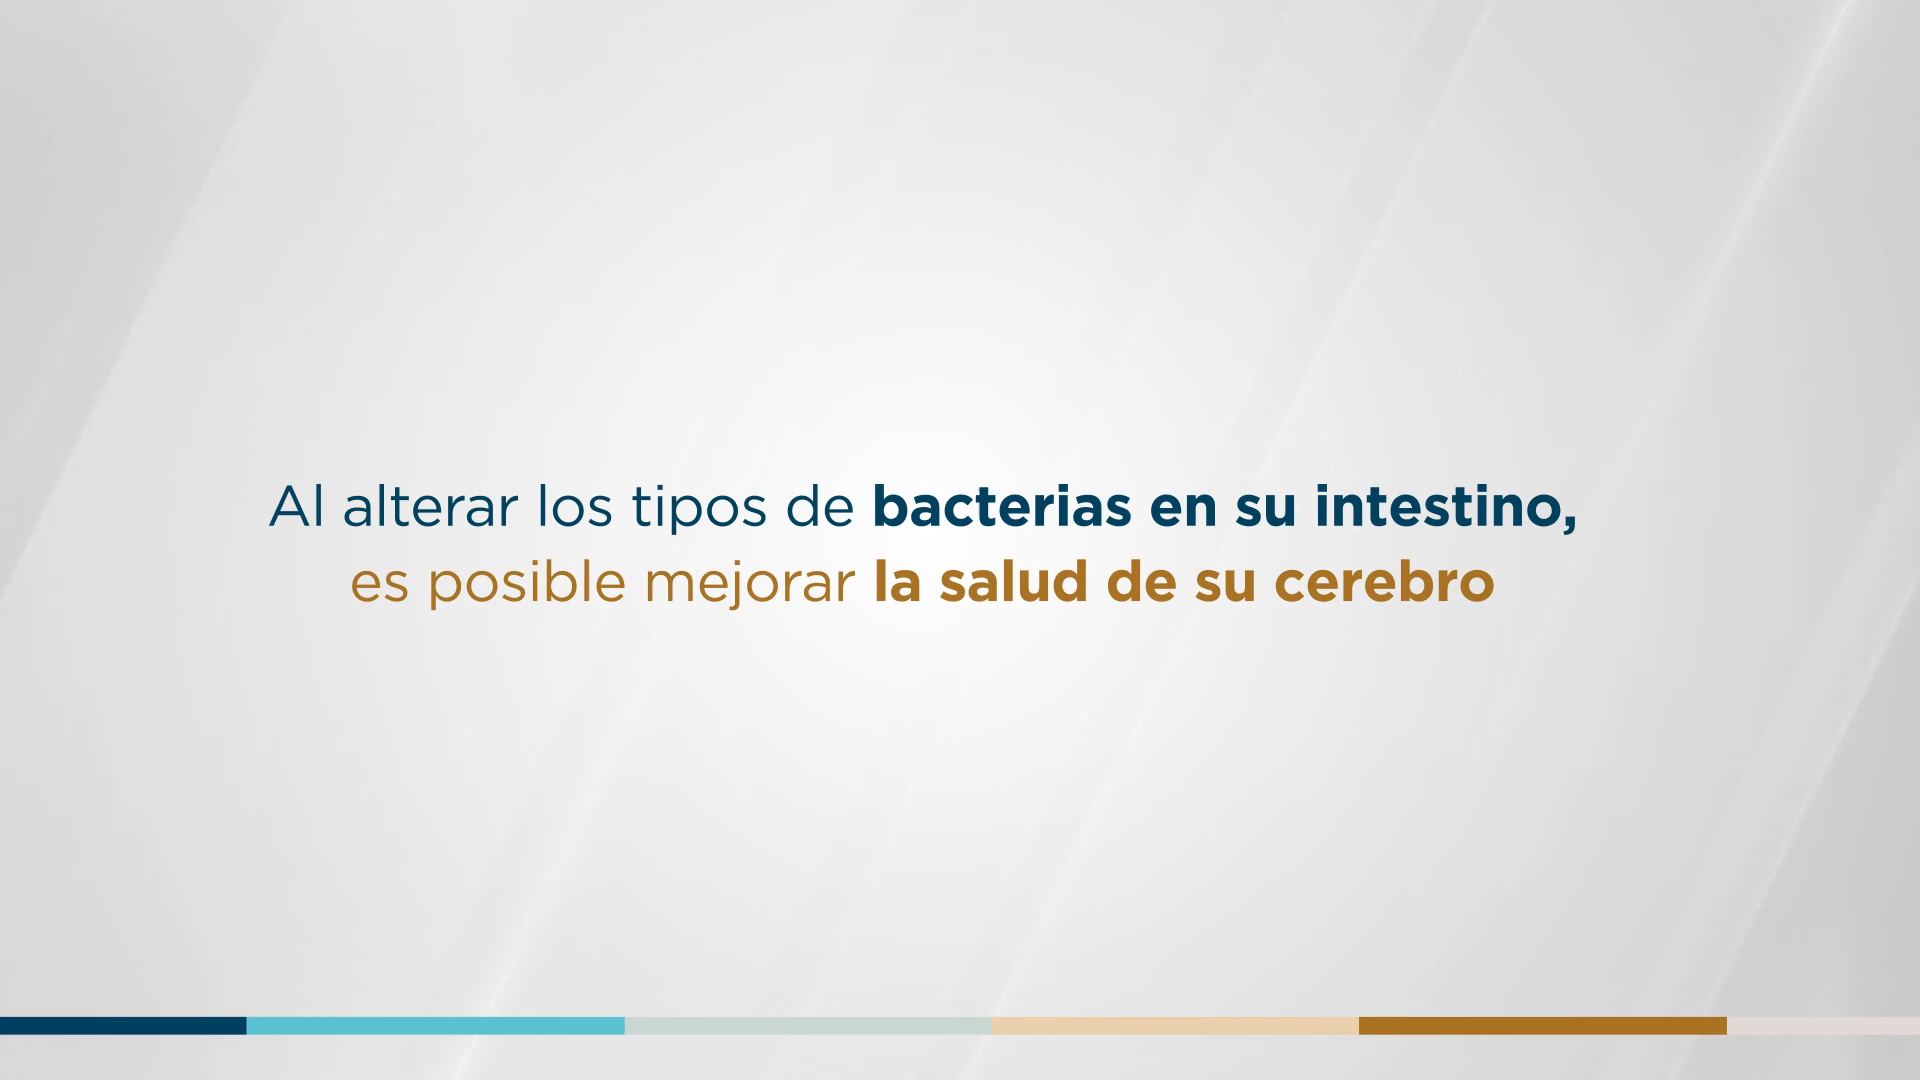 Al alterar los tipos de bacterias en su intestino,
es posible mejorar la salud de su cerebro